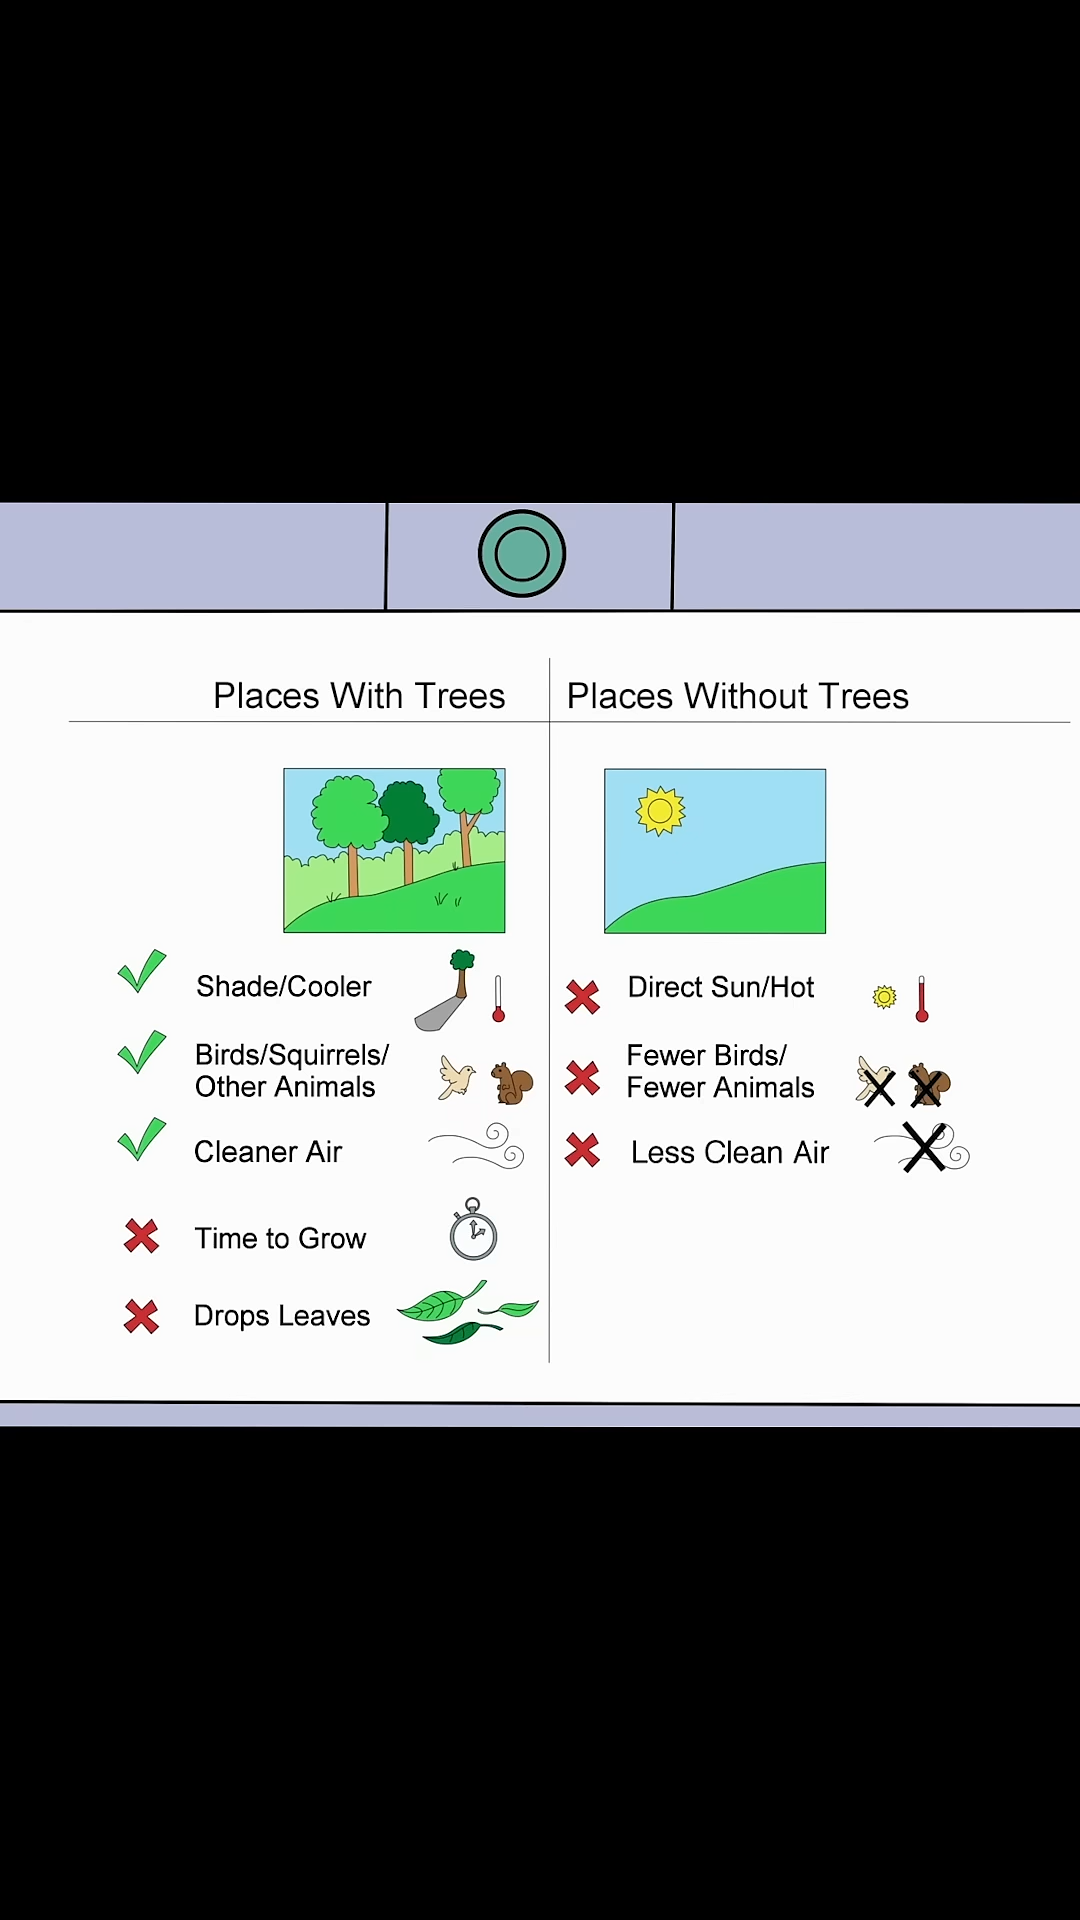 Places With Trees
Places Without Trees
Shade/Cooler
Birds/Squirrels/
Other Animals
Cleaner Air
Time to Grow
Drops Leaves
Direct Sun/Hot
Fewer Birds/
Fewer Animals
Less Clean Air